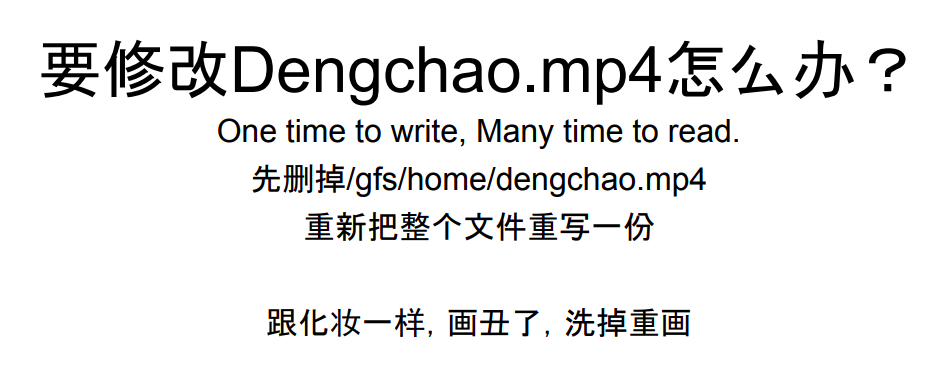 要修改Dengchao.mp4怎么办？
One time to write, Many time to read.
先删掉/gfs/home/dengchao.mp4
重新把整个文件重写一份
跟化妆一样, 画丑了, 洗掉重画